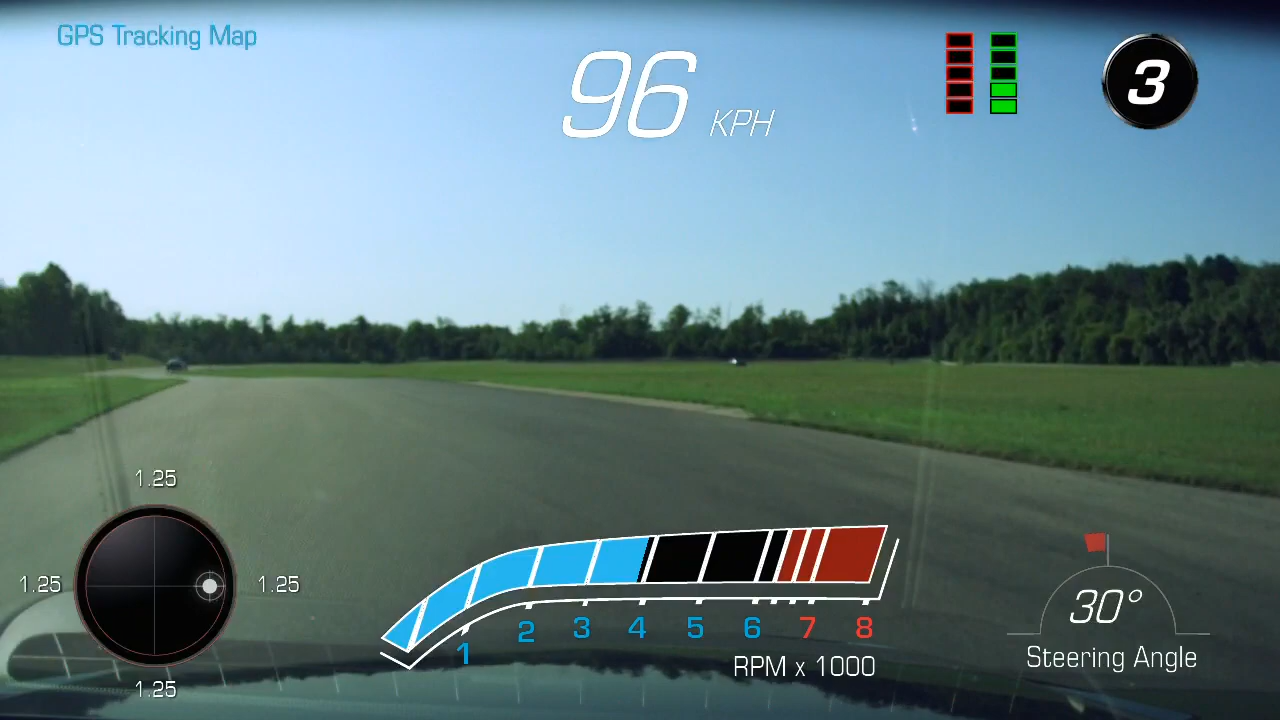 GPS Tracking Map
96 KPH
3
1.25
1.25
1.25
1.25
1 2 3 4 5 6 7 8
RPM x 1000
30°
Steering Angle